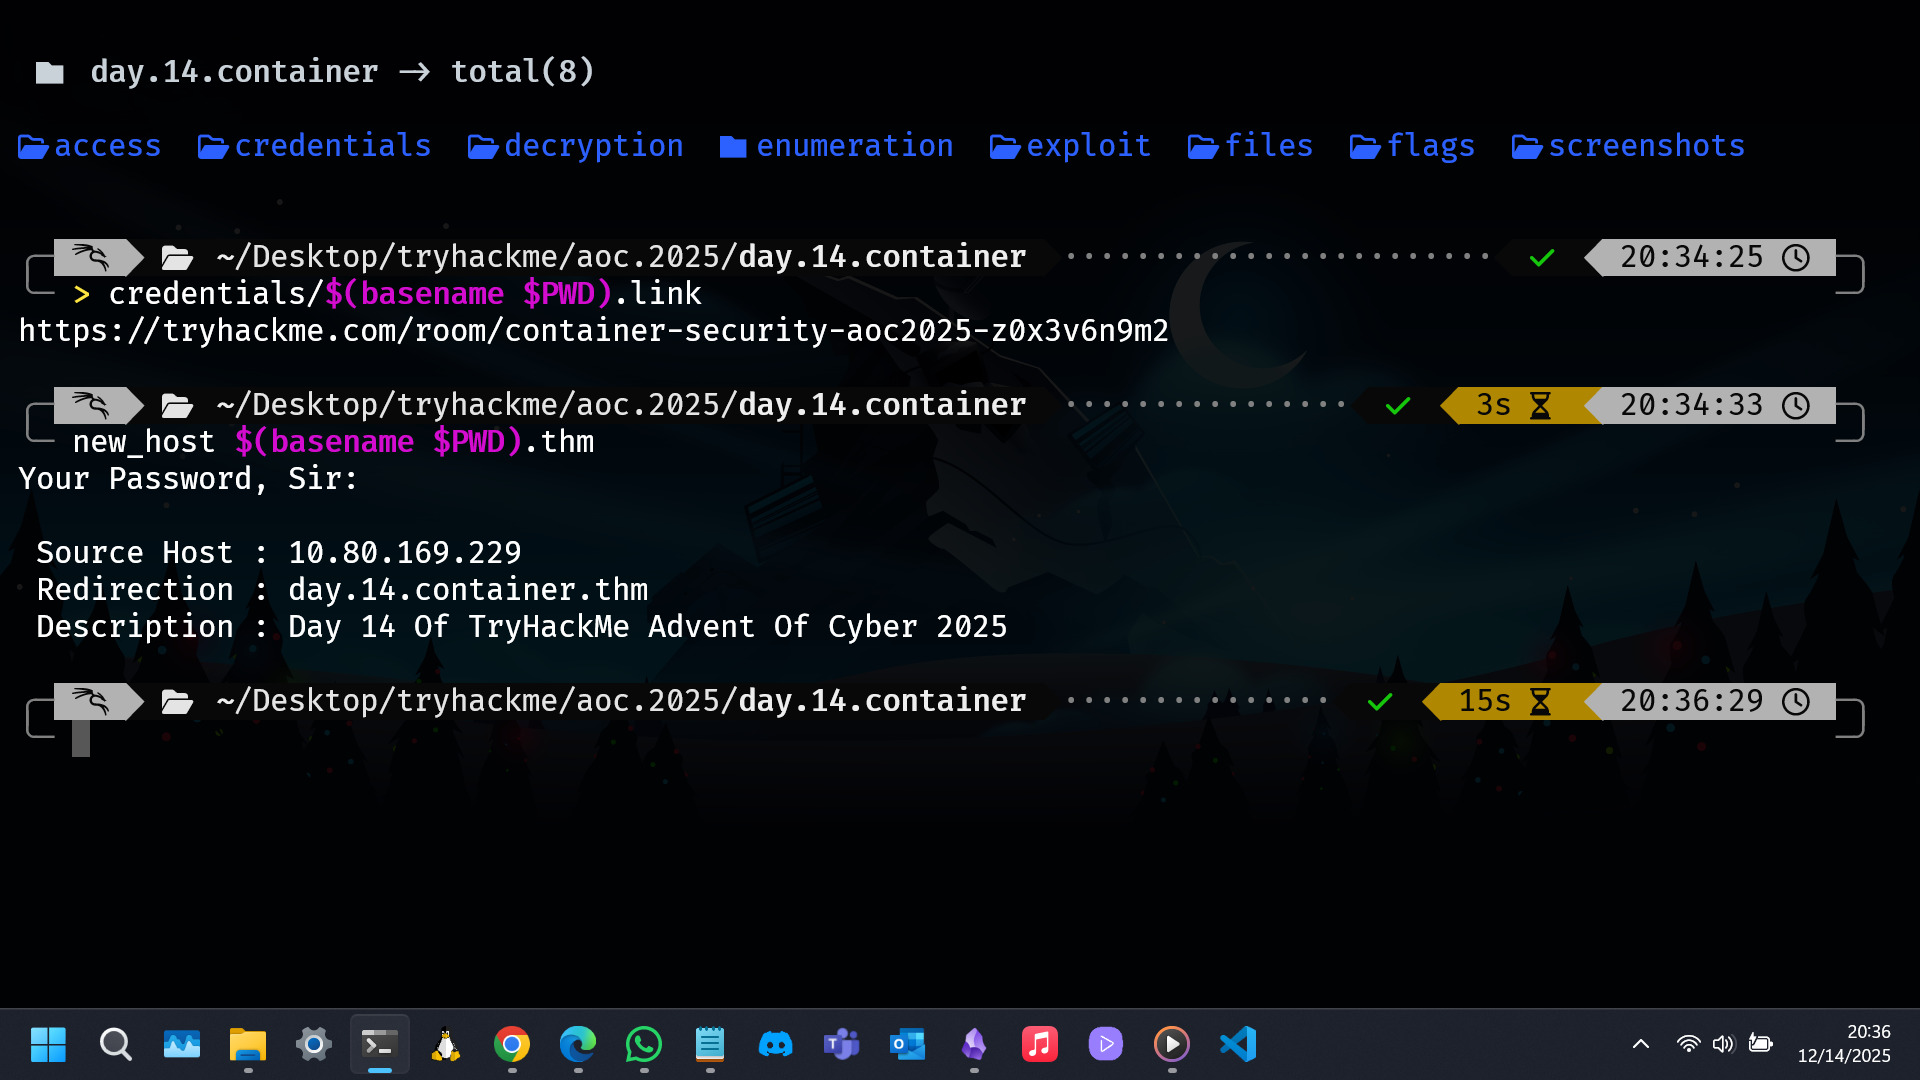 day.14.container → total(8)
access credentials decryption enumeration exploit files flags screenshots
~/Desktop/tryhackme/aoc.2025/day.14.container 20:34:25
> credentials/$(basename $PWD).link
https://tryhackme.com/room/container-security-aoc2025-z0x3v6n9m2
~/Desktop/tryhackme/aoc.2025/day.14.container 3s 20:34:33
new_host $(basename $PWD).thm
Your Password, Sir:
Source Host : 10.80.169.229
Redirection : day.14.container.thm
Description : Day 14 Of TryHackMe Advent Of Cyber 2025
~/Desktop/tryhackme/aoc.2025/day.14.container 15s 20:36:29
20:36
12/14/2025